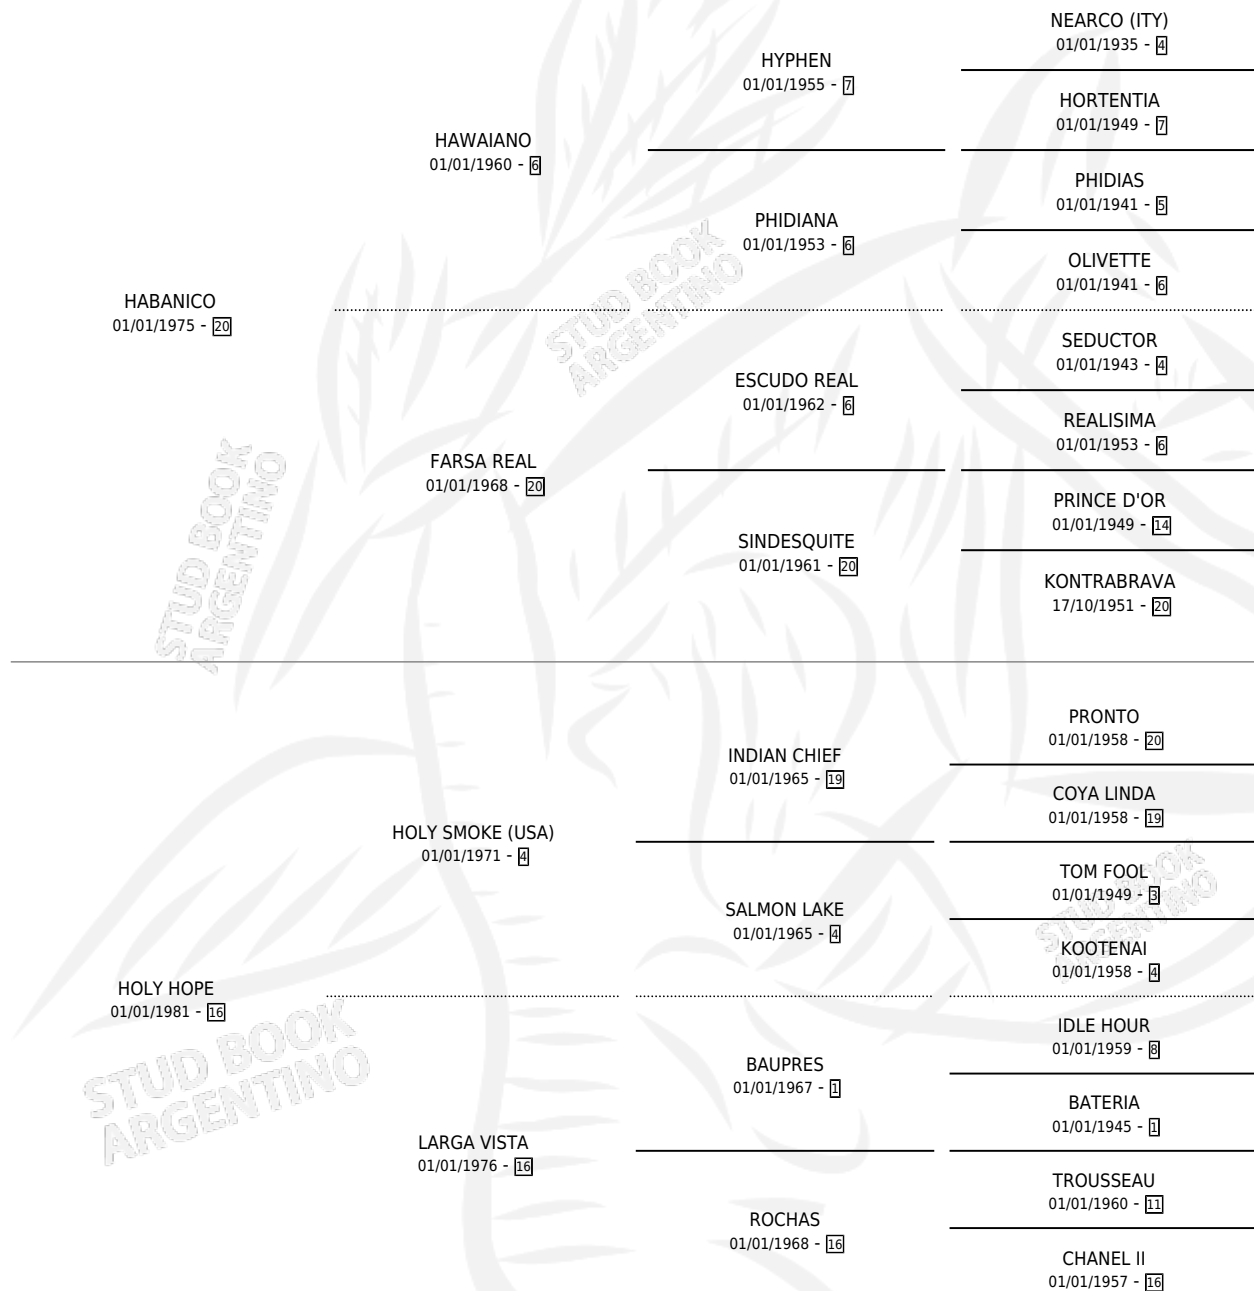 NEARCO (ITY)
01/01/1935 - 4
HYPHEN
01/01/1955 - 7
HORTENTIA
01/01/1949 - 7
HAWAIANO
01/01/1960 - 6
PHIDIAS
01/01/1941 - 5
PHIDIANA
01/01/1953 - 6
OLIVETTE
01/01/1941 - 6
HABANICO
01/01/1975 - 20
STUD BOOK
ARGENTINO
SEDUCTOR
01/01/1943 - 4
ESCUDO REAL
01/01/1962 - 6
REALISIMA
01/01/1953 - 6
FARSA REAL
01/01/1968 - 20
PRINCE D'OR
01/01/1949 - 14
SINDESQUITE
01/01/1961 - 20
KONTRABRAVA
17/10/1951 - 20
STUD BOOK
ARGENTINO
PRONTO
01/01/1958 - 20
INDIAN CHIEF
01/01/1965 - 19
COYA LINDA
01/01/1958 - 19
HOLY SMOKE (USA)
01/01/1971 - 4
TOM FOOL
01/01/1949 - 3
SALMON LAKE
01/01/1965 - 4
STUD BOOK
ARGENTINO
KOOTENAI
01/01/1958 - 4
HOLY HOPE
01/01/1981 - 16
STUD BOOK
ARGENTINO
IDLE HOUR
01/01/1959 - 8
BAUPRES
01/01/1967 - 1
BATERIA
01/01/1945 - 1
LARGA VISTA
01/01/1976 - 16
TROUSSEAU
01/01/1960 - 11
ROCHAS
01/01/1968 - 16
CHANEL II
01/01/1957 - 16